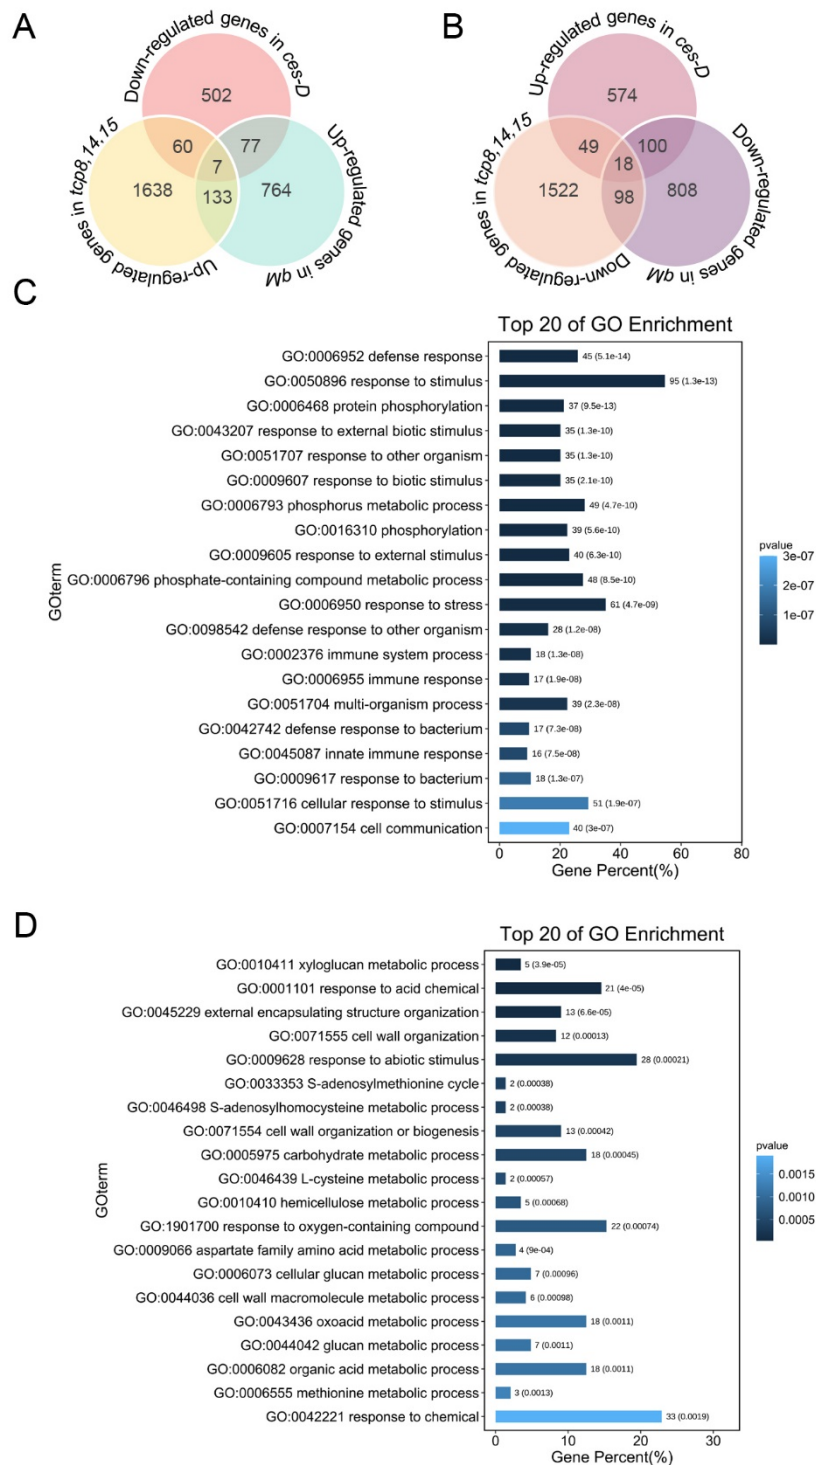 A
Down-regulated genes in ces-D
502
60
77
7
1638
133
764
Up-regulated genes in tcp8,14,15
Up-regulated genes in qM
B
Up-regulated genes in ces-D
574
49
100
18
1522
98
808
Down-regulated genes in tcp8,14,15
Down-regulated genes in qM
C
Top 20 of GO Enrichment
GO:0006952 defense response 45 (5.1e-14)
GO:0050896 response to stimulus 95 (1.3e-13)
GO:0006468 protein phosphorylation 37 (9.5e-13)
GO:0043207 response to external biotic stimulus 35 (1.3e-10)
GO:0051707 response to other organism 35 (1.3e-10)
GO:0009607 response to biotic stimulus 35 (2.1e-10)
GO:0006793 phosphorus metabolic process 49 (4.7e-10)
GO:0016310 phosphorylation 39 (5.6e-10)
GO:0009605 response to external stimulus 40 (6.3e-10)
GO:0006796 phosphate-containing compound metabolic process 48 (8.5e-10)
GO:0006950 response to stress 61 (4.7e-09)
GO:0098542 defense response to other organism 28 (1.2e-08)
GO:0002376 immune system process 18 (1.3e-08)
GO:0006955 immune response 17 (1.9e-08)
GO:0051704 multi-organism process 39 (2.3e-08)
GO:0042742 defense response to bacterium 17 (7.3e-08)
GO:0045087 innate immune response 16 (7.5e-08)
GO:0009617 response to bacterium 18 (1.3e-07)
GO:0051716 cellular response to stimulus 51 (1.9e-07)
GO:0007154 cell communication 40 (3e-07)
GOterm
0 20 40 60 80
Gene Percent(%)
pvalue
3e-07
2e-07
1e-07
D
Top 20 of GO Enrichment
GO:0010411 xyloglucan metabolic process 5 (3.9e-05)
GO:0001101 response to acid chemical 21 (4e-05)
GO:0045229 external encapsulating structure organization 13 (6.6e-05)
GO:0071555 cell wall organization 12 (0.00013)
GO:0009628 response to abiotic stimulus 28 (0.00021)
GO:0033353 S-adenosylmethionine cycle 2 (0.00038)
GO:0046498 S-adenosylhomocysteine metabolic process 2 (0.00038)
GO:0071554 cell wall organization or biogenesis 13 (0.00042)
GO:0005975 carbohydrate metabolic process 18 (0.00045)
GO:0046439 L-cysteine metabolic process 2 (0.00057)
GO:0010410 hemicellulose metabolic process 5 (0.00068)
GO:1901700 response to oxygen-containing compound 22 (0.00074)
GO:0009066 aspartate family amino acid metabolic process 4 (9e-04)
GO:0006073 cellular glucan metabolic process 7 (0.00096)
GO:0044036 cell wall macromolecule metabolic process 6 (0.00098)
GO:0043436 oxoacid metabolic process 18 (0.0011)
GO:0044042 glucan metabolic process 7 (0.0011)
GO:0006082 organic acid metabolic process 18 (0.0011)
GO:0006555 methionine metabolic process 3 (0.0013)
GO:0042221 response to chemical 33 (0.0019)
GOterm
0 10 20 30
Gene Percent(%)
pvalue
0.0015
0.0010
0.0005